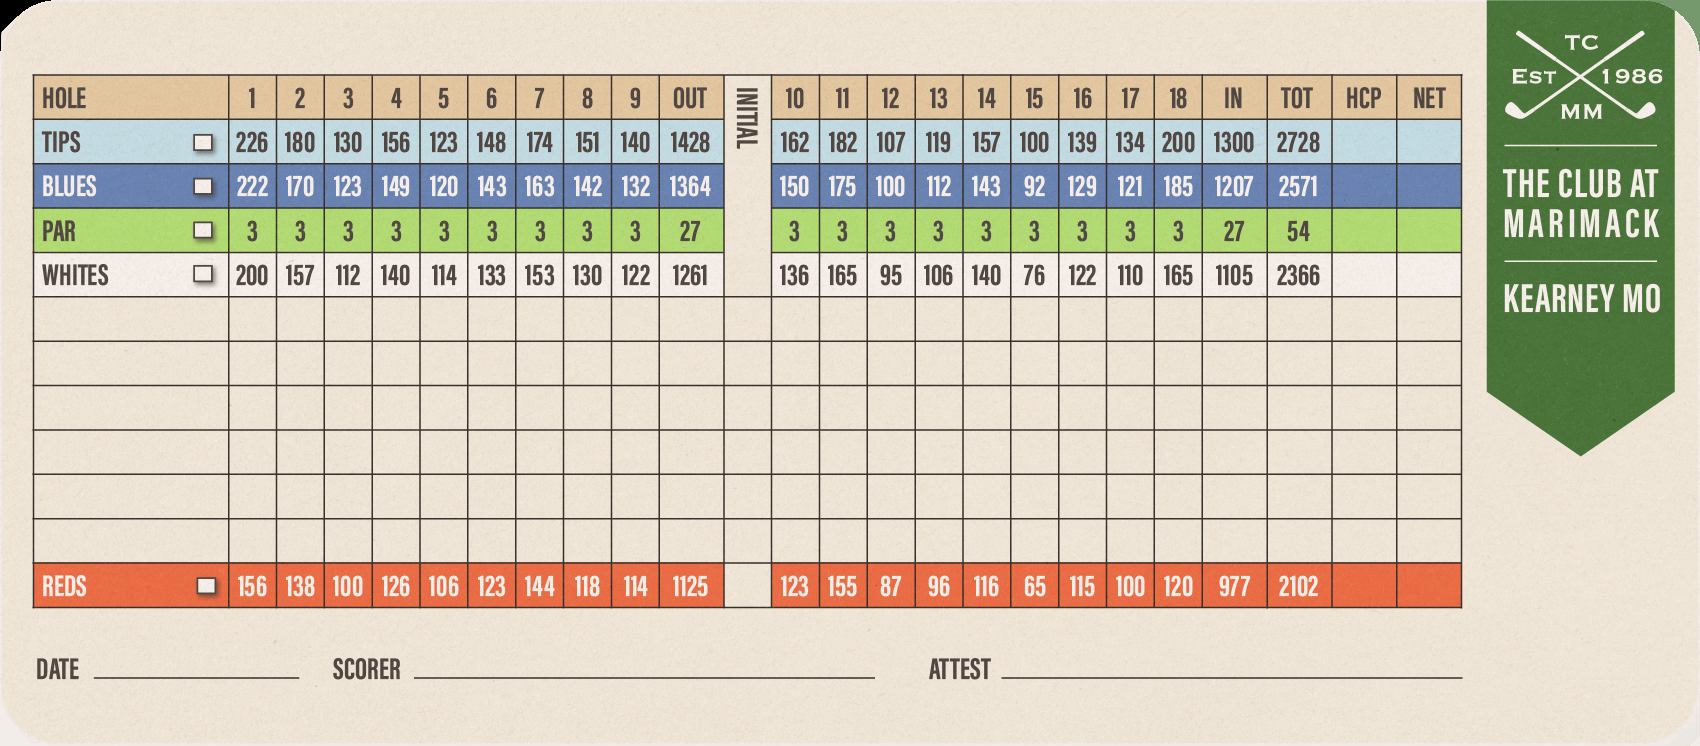 HOLE 1 2 3 4 5 6 7 8 9 OUT INITIAL 10 11 12 13 14 15 16 17 18 IN TOT HCP NET
TIPS 226 180 130 156 123 148 174 151 140 1428 162 182 107 119 157 100 139 134 200 1300 2728
BLUES 222 170 123 149 120 143 163 142 132 1364 150 175 100 112 143 92 129 121 185 1207 2571
PAR 3 3 3 3 3 3 3 3 3 27 3 3 3 3 3 3 3 3 3 27 54
WHITES 200 157 112 140 114 133 153 130 122 1261 136 165 95 106 140 76 122 110 165 1105 2366
REDS 156 138 100 126 106 123 144 118 114 1125 123 155 87 96 116 65 115 100 120 977 2102
DATE SCORER ATTEST
TC
EST 1986
MM
THE CLUB AT
MARIMACK
KEARNEY MO